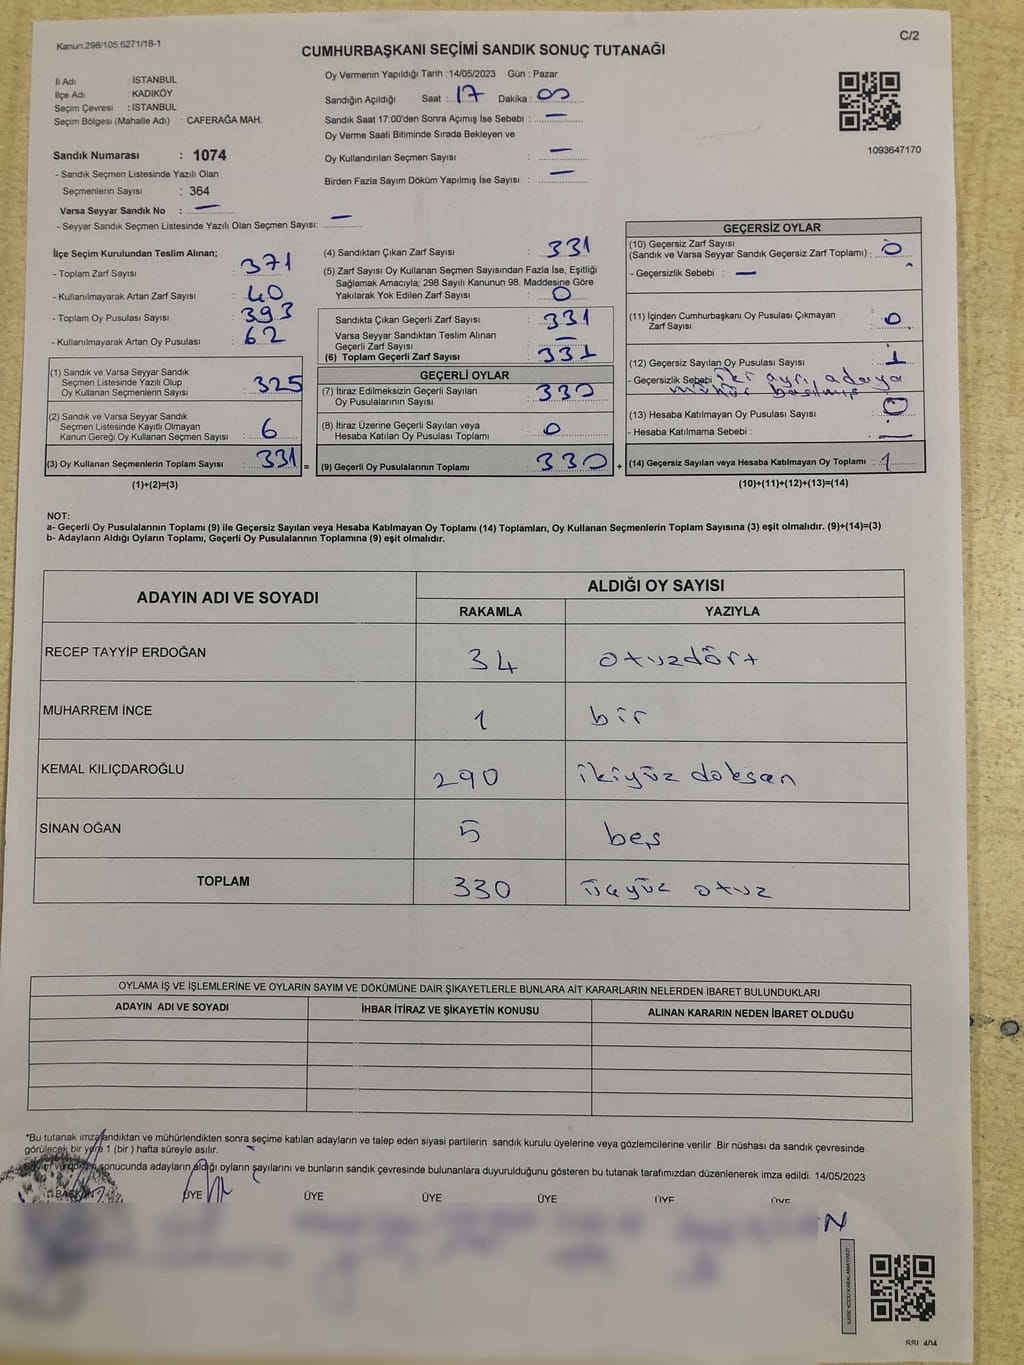 Kanun:298/105,6271/18-1
C/2
CUMHURBAŞKANI SEÇİMİ SANDIK SONUÇ TUTANAĞI
İl Adı : İSTANBUL
İlçe Adı : KADIKÖY
Seçim Çevresi : İSTANBUL
Seçim Bölgesi (Mahalle Adı) : CAFERAĞA MAH.
Sandık Numarası : 1074
- Sandık Seçmen Listesinde Yazılı Olan
Seçmenlerin Sayısı : 364
Varsa Seyyar Sandık No : —
- Seyyar Sandık Seçmen Listesinde Yazılı Olan Seçmen Sayısı: —
Oy Vermenin Yapıldığı Tarih :14/05/2023 Gün : Pazar
Sandığın Açıldığı Saat : 17 Dakika : 00
Sandık Saat 17:00'den Sonra Açımış İse Sebebi : —
Oy Verme Saati Bitiminde Sırada Bekleyen ve
Oy Kullandırılan Seçmen Sayısı : —
Birden Fazla Sayım Döküm Yapılmış İse Sayısı : —
1093647170
İlçe Seçim Kurulundan Teslim Alınan;
- Toplam Zarf Sayısı : 371
- Kullanılmayarak Artan Zarf Sayısı : 40
- Toplam Oy Pusulası Sayısı : 393
- Kullanılmayarak Artan Oy Pusulası : 62
(1) Sandık ve Varsa Seyyar Sandık
Seçmen Listesinde Yazılı Olup
Oy Kullanan Seçmenlerin Sayısı : 325
(2) Sandık ve Varsa Seyyar Sandık
Seçmen Listesinde Kayıtlı Olmayan
Kanun Gereği Oy Kullanan Seçmen Sayısı : 6
(3) Oy Kullanan Seçmenlerin Toplam Sayısı : 331 =
(1)+(2)=(3)
(4) Sandıktan Çıkan Zarf Sayısı : 331
(5) Zarf Sayısı Oy Kullanan Seçmen Sayısından Fazla İse, Eşitliği
Sağlamak Amacıyla; 298 Sayılı Kanunun 98. Maddesine Göre
Yakılarak Yok Edilen Zarf Sayısı : 0
Sandıkta Çıkan Geçerli Zarf Sayısı : 331
Varsa Seyyar Sandıktan Teslim Alınan
Geçerli Zarf Sayısı : —
(6) Toplam Geçerli Zarf Sayısı : 331
GEÇERLİ OYLAR
(7) İtiraz Edilmeksizin Geçerli Sayılan
Oy Pusulalarının Sayısı : 330
(8) İtiraz Üzerine Geçerli Sayılan veya
Hesaba Katılan Oy Pusulası Toplamı : 0
(9) Geçerli Oy Pusulalarının Toplamı : 330 +
GEÇERSİZ OYLAR
(10) Geçersiz Zarf Sayısı
(Sandık ve Varsa Seyyar Sandık Geçersiz Zarf Toplamı) : 0
- Geçersizlik Sebebi : —
(11) İçinden Cumhurbaşkanı Oy Pusulası Çıkmayan
Zarf Sayısı : 0
(12) Geçersiz Sayılan Oy Pusulası Sayısı : 1
- Geçersizlik Sebebi iki ayrı adaya
mühür basılmış
(13) Hesaba Katılmayan Oy Pusulası Sayısı : 0
- Hesaba Katılmama Sebebi : —
(14) Geçersiz Sayılan veya Hesaba Katılmayan Oy Toplamı : 1
(10)+(11)+(12)+(13)=(14)
NOT:
a- Geçerli Oy Pusulalarının Toplamı (9) ile Geçersiz Sayılan veya Hesaba Katılmayan Oy Toplamı (14) Toplamları, Oy Kullanan Seçmenlerin Toplam Sayısına (3) eşit olmalıdır. (9)+(14)=(3)
b- Adayların Aldığı Oyların Toplamı, Geçerli Oy Pusulalarının Toplamına (9) eşit olmalıdır.
ADAYIN ADI VE SOYADI ALDIĞI OY SAYISI
RAKAMLA YAZIYLA
RECEP TAYYİP ERDOĞAN 34 otuzdört
MUHARREM İNCE 1 bir
KEMAL KILIÇDAROĞLU 290 ikiyüz doksan
SİNAN OĞAN 5 beş
TOPLAM 330 üçyüz otuz
OYLAMA İŞ VE İŞLEMLERİNE VE OYLARIN SAYIM VE DÖKÜMÜNE DAİR ŞİKAYETLERLE BUNLARA AİT KARARLARIN NELERDEN İBARET BULUNDUKLARI
ADAYIN ADI VE SOYADI İHBAR İTİRAZ VE ŞİKAYETİN KONUSU ALINAN KARARIN NEDEN İBARET OLDUĞU
*Bu tutanak imzalandıktan ve mühürlendikten sonra seçime katılan adayların ve talep eden siyasi partilerin sandık kurulu üyelerine veya gözlemcilerine verilir. Bir nüshası da sandık çevresinde
görülecek bir yere 1 (bir ) hafta süreyle asılır.
sonucunda adayların aldığı oyların sayılarını ve bunların sandık çevresinde bulunanlara duyurulduğunu gösteren bu tutanak tarafımızdan düzenlenerek imza edildi. 14/05/2023
BAŞKAN ÜYE ÜYE ÜYE ÜYE ÜYE ÜYE
N